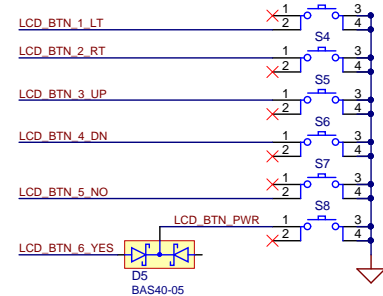 1 3
LCD_BTN_1_LT 2 4
S4
LCD_BTN_2_RT 1 3
2 4
S5
LCD_BTN_3_UP 1 3
2 4
S6
LCD_BTN_4_DN 1 3
2 4
S7
1 3
LCD_BTN_5_NO 2 4
S8
LCD_BTN_PWR 1 3
2 4
LCD_BTN_6_YES
D5
BAS40-05